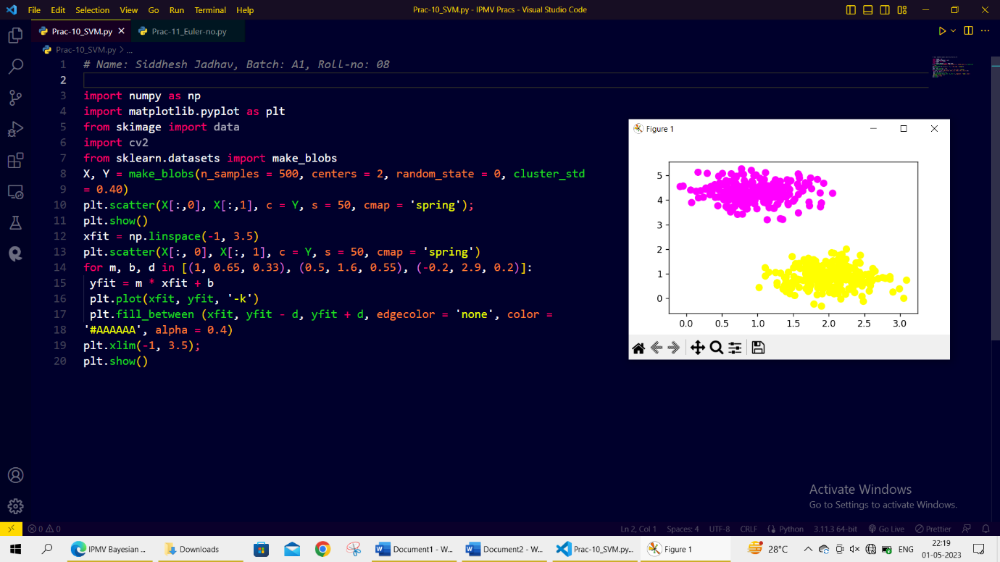 File Edit Selection View Go Run Terminal Help
Prac-10_SVM.py - IPMV Pracs - Visual Studio Code
Prac-10_SVM.py
Prac-11_Euler-no.py
Prac-10_SVM.py > ...
1 # Name: Siddhesh Jadhav, Batch: A1, Roll-no: 08
2
3 import numpy as np
4 import matplotlib.pyplot as plt
5 from skimage import data
6 import cv2
7 from sklearn.datasets import make_blobs
8 X, Y = make_blobs(n_samples = 500, centers = 2, random_state = 0, cluster_std
9 = 0.40)
10 plt.scatter(X[:,0], X[:,1], c = Y, s = 50, cmap = 'spring');
11 plt.show()
12 xfit = np.linspace(-1, 3.5)
13 plt.scatter(X[:, 0], X[:, 1], c = Y, s = 50, cmap = 'spring')
14 for m, b, d in [(1, 0.65, 0.33), (0.5, 1.6, 0.55), (-0.2, 2.9, 0.2)]:
15  yfit = m * xfit + b
16  plt.plot(xfit, yfit, '-k')
17  plt.fill_between (xfit, yfit - d, yfit + d, edgecolor = 'none', color =
18 '#AAAAAA', alpha = 0.4)
19 plt.xlim(-1, 3.5);
20 plt.show()
Figure 1
5
4
3
2
1
0
0.0 0.5 1.0 1.5 2.0 2.5 3.0
Activate Windows
Go to Settings to activate Windows.
0 0
Ln 2, Col 1 Spaces: 4 UTF-8 CRLF Python 3.11.3 64-bit Go Live Prettier
IPMV Bayesian ...
Downloads
Document1 - W...
Document2 - W...
Prac-10_SVM.py...
Figure 1
28°C
ENG
22:19
01-05-2023